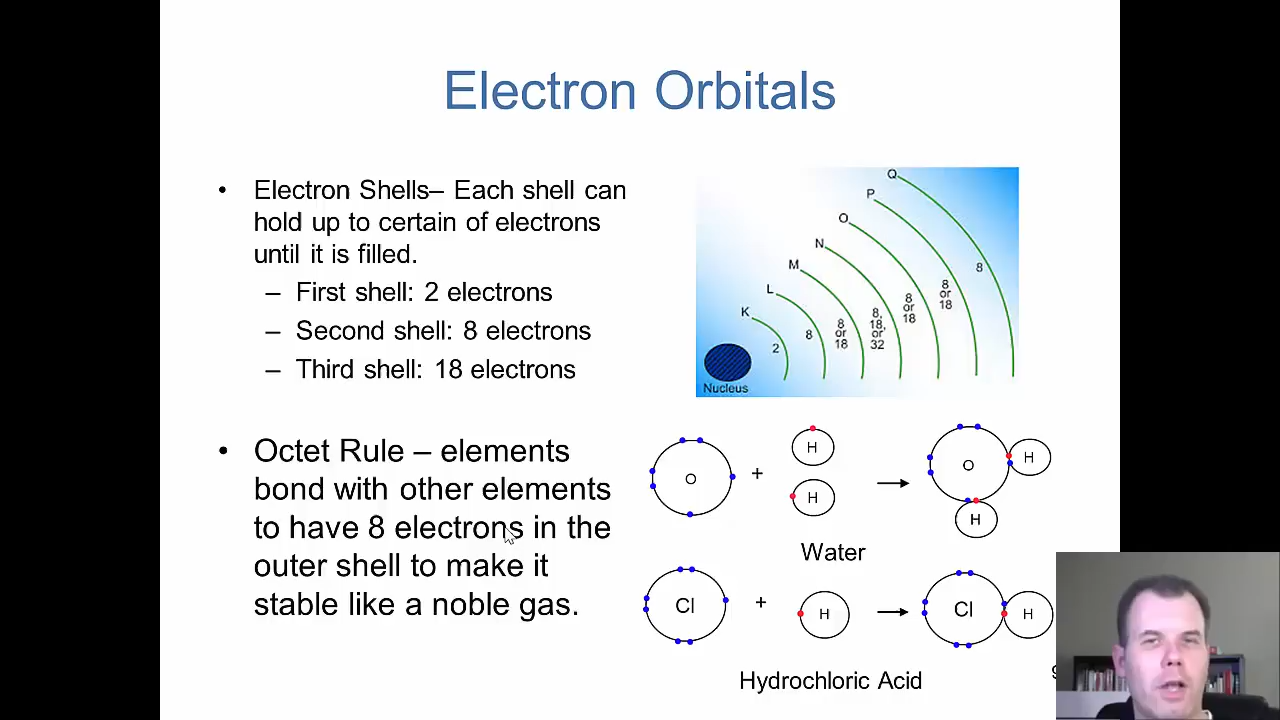 Electron Orbitals
• Electron Shells– Each shell can
hold up to certain of electrons
until it is filled.
– First shell: 2 electrons
– Second shell: 8 electrons
– Third shell: 18 electrons
• Octet Rule – elements
bond with other elements
to have 8 electrons in the
outer shell to make it
stable like a noble gas.
Q
P
O
N
M
L
K
2
8
8
or
18
8,
18,
or
32
8
or
18
8
or
18
8
Nucleus
O
+
H
H
O
H
H
Water
Cl
+
H
Cl
H
Hydrochloric Acid